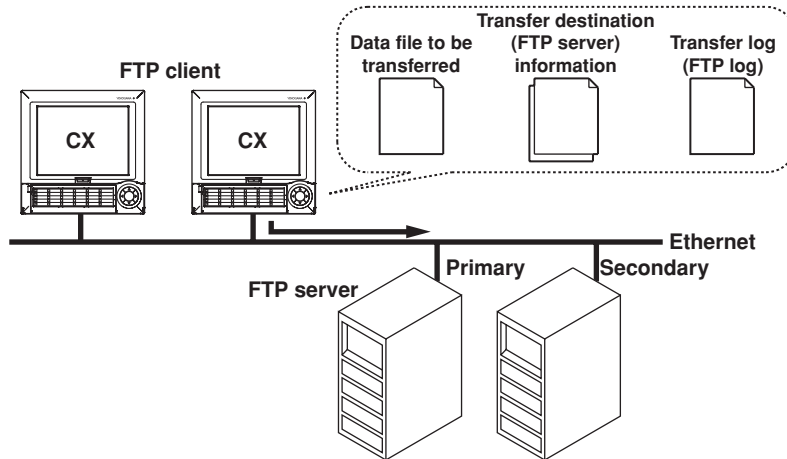 Transfer destination
(FTP server)
information
Data file to be
transferred
Transfer log
(FTP log)
FTP client
CX
CX
Ethernet
Primary
Secondary
FTP server